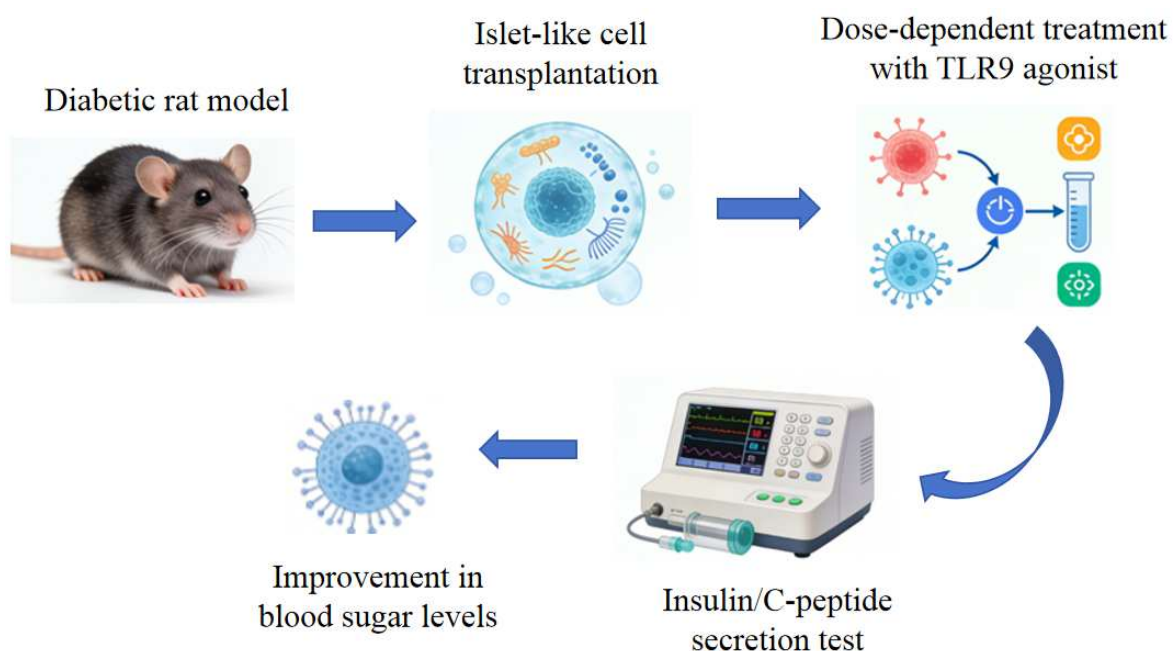 Diabetic rat model
Islet-like cell
transplantation
Dose-dependent treatment
with TLR9 agonist
Insulin/C-peptide
secretion test
Improvement in
blood sugar levels